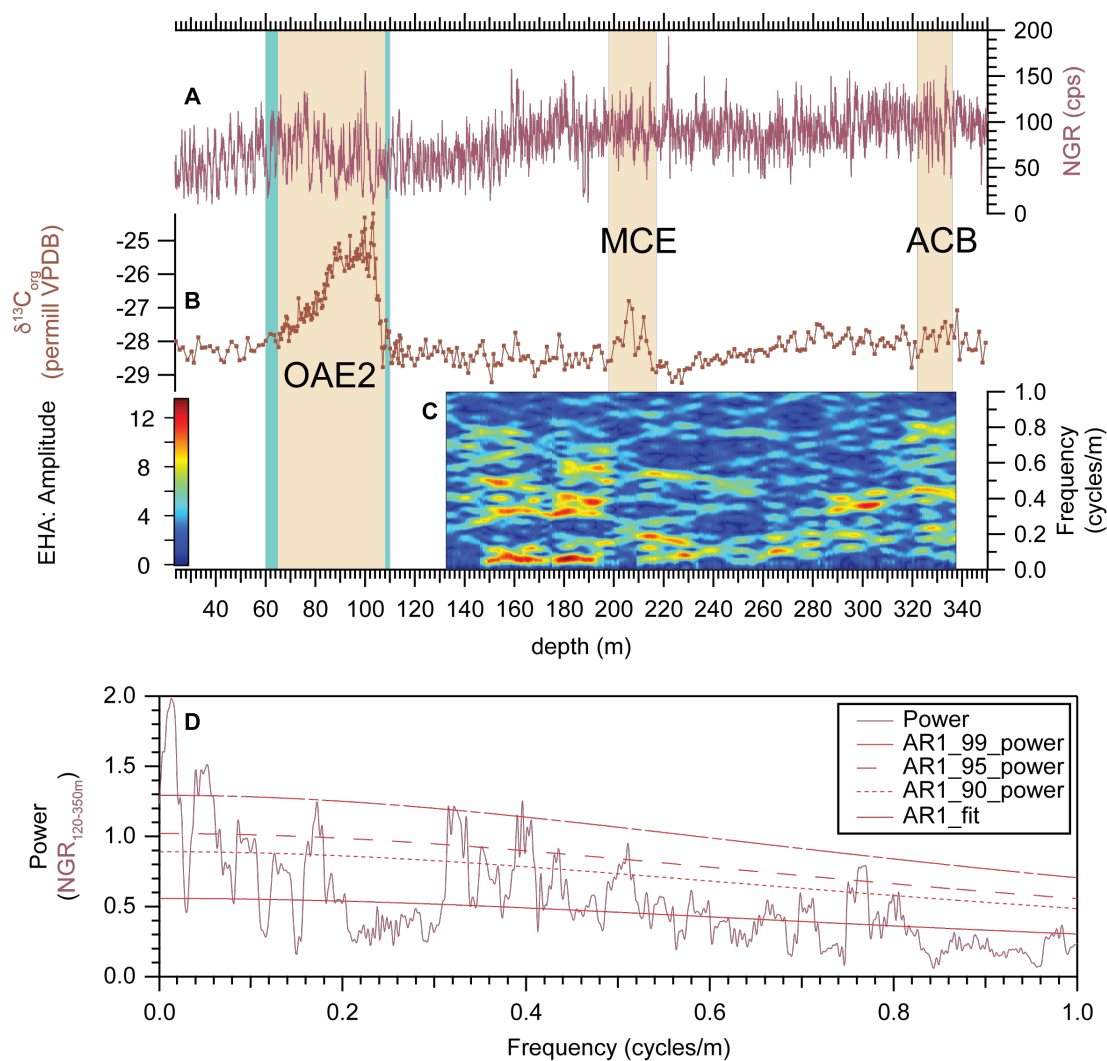 200
A
150
100
50
0
NGR (cps)
MCE
ACB
-25
-26
-27
-28
-29
δ13Corg
(permill VPDB)
B
OAE2
12
8
4
0
EHA: Amplitude
C
1.0
0.8
0.6
0.4
0.2
0.0
Frequency
(cycles/m)
40 60 80 100 120 140 160 180 200 220 240 260 280 300 320 340
depth (m)
2.0
1.5
1.0
0.5
0.0
Power
(NGR120-350m)
D
Power
AR1_99_power
AR1_95_power
AR1_90_power
AR1_fit
0.0 0.2 0.4 0.6 0.8 1.0
Frequency (cycles/m)